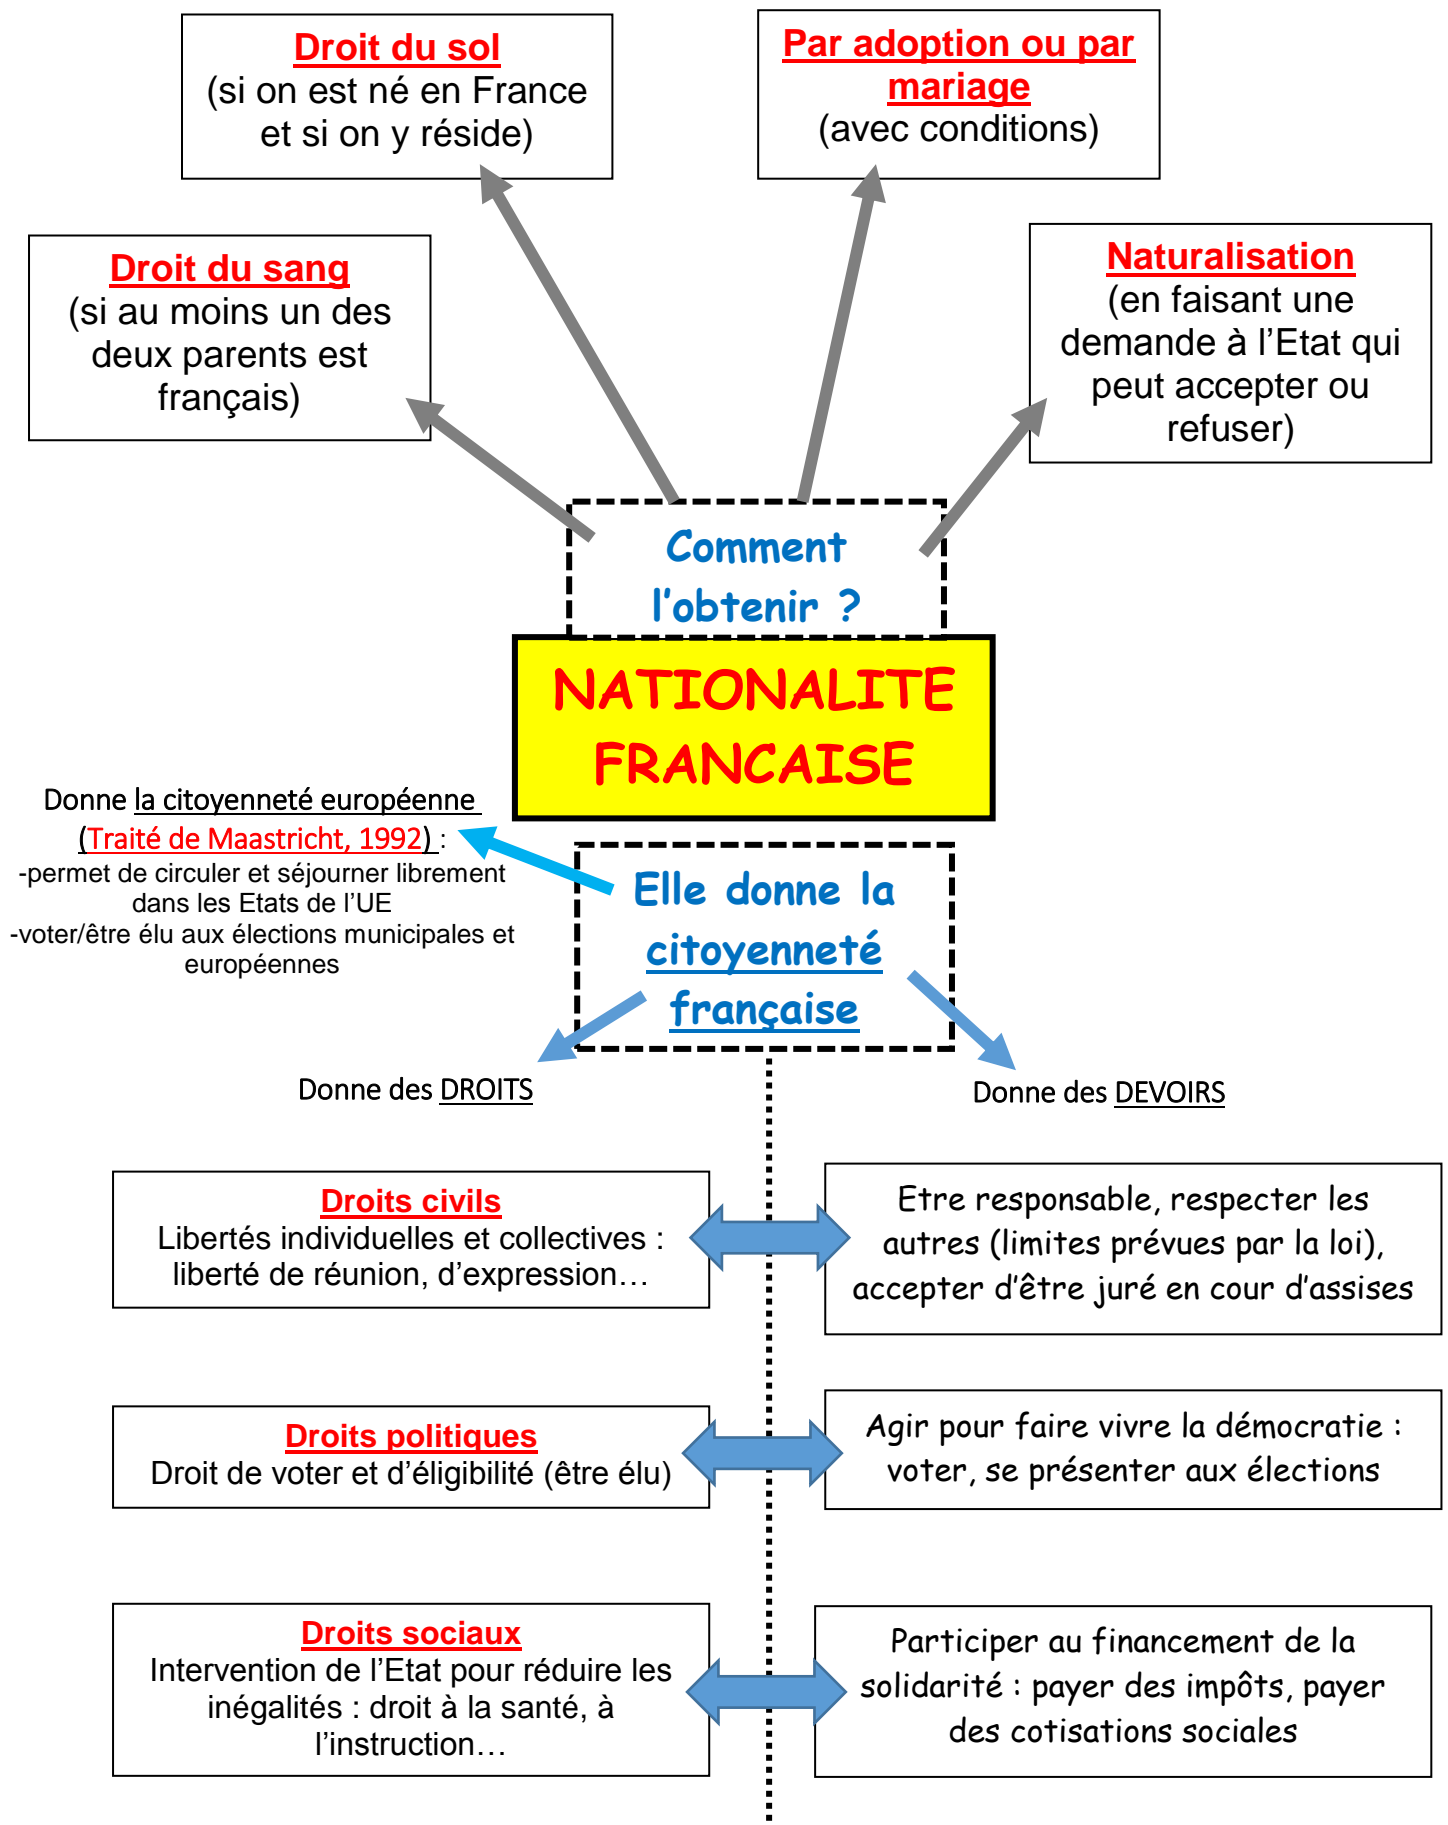 Droit du sol
(si on est né en France
et si on y réside)
Par adoption ou par
mariage
(avec conditions)
Droit du sang
(si au moins un des
deux parents est
français)
Naturalisation
(en faisant une
demande à l’Etat qui
peut accepter ou
refuser)
Comment
l’obtenir ?
NATIONALITE
FRANCAISE
Donne la citoyenneté européenne
(Traité de Maastricht, 1992) :
-permet de circuler et séjourner librement
dans les Etats de l’UE
-voter/être élu aux élections municipales et
européennes
Elle donne la
citoyenneté
française
Donne des DROITS
Donne des DEVOIRS
Droits civils
Libertés individuelles et collectives :
liberté de réunion, d’expression…
Etre responsable, respecter les
autres (limites prévues par la loi),
accepter d’être juré en cour d’assises
Droits politiques
Droit de voter et d’éligibilité (être élu)
Agir pour faire vivre la démocratie :
voter, se présenter aux élections
Droits sociaux
Intervention de l’Etat pour réduire les
inégalités : droit à la santé, à
l’instruction…
Participer au financement de la
solidarité : payer des impôts, payer
des cotisations sociales